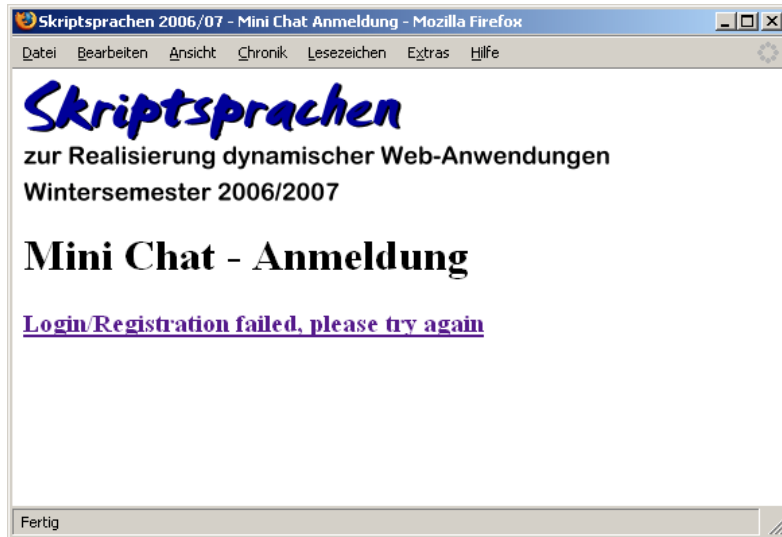 Skriptsprachen 2006/07 - Mini Chat Anmeldung - Mozilla Firefox
Datei Bearbeiten Ansicht Chronik Lesezeichen Extras Hilfe
Skriptsprachen
zur Realisierung dynamischer Web-Anwendungen
Wintersemester 2006/2007
Mini Chat - Anmeldung
Login/Registration failed, please try again
Fertig